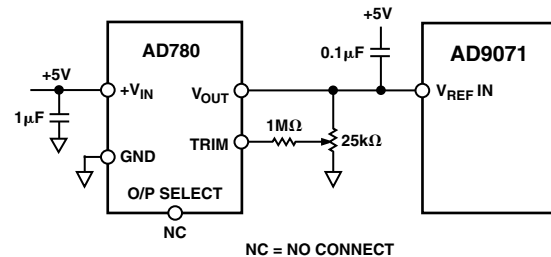 +5V
AD780
AD9071
0.1µF
+5V
+VIN
VOUT
VREF IN
1µF
1MΩ
TRIM
25kΩ
GND
O/P SELECT
NC
NC = NO CONNECT